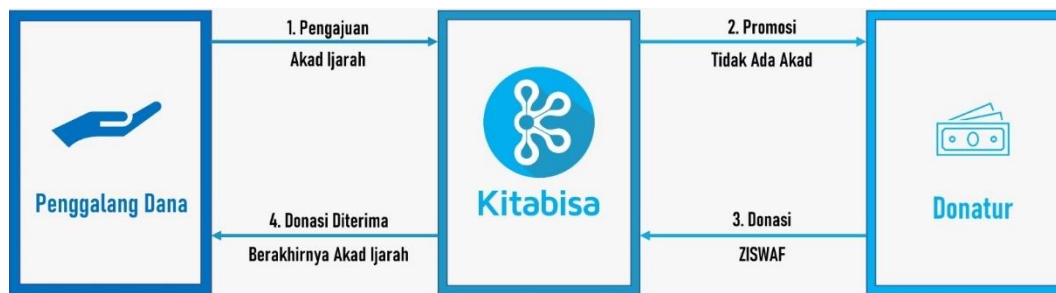 1. Pengajuan
Akad Ijarah
2. Promosi
Tidak Ada Akad
Penggalang Dana
Kitabisa
Donatur
4. Donasi Diterima
Berakhirnya Akad Ijarah
3. Donasi
ZISWAF